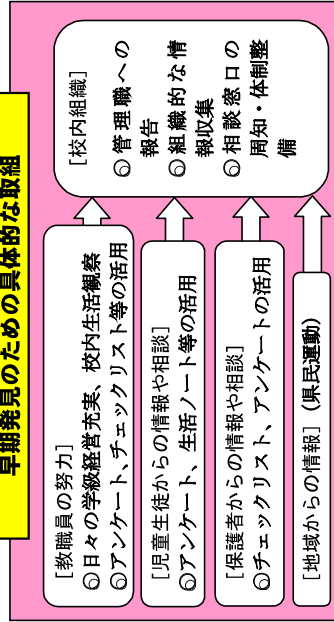 早期発見のための具体的な取組
[教職員の努力]
◎日々の学級経営充実、校内生活観察
◎アンケート、チェックリスト等の活用
[児童生徒からの情報や相談]
◎アンケート、生活ノート等の活用
[保護者からの情報や相談]
◎チェックリスト、アンケートの活用
[地域からの情報] (県民運動)
[校内組織]
◎ 管理職への
報告
◎ 組織的な情
報収集
◎ 相談窓口の
周知・体制整
備